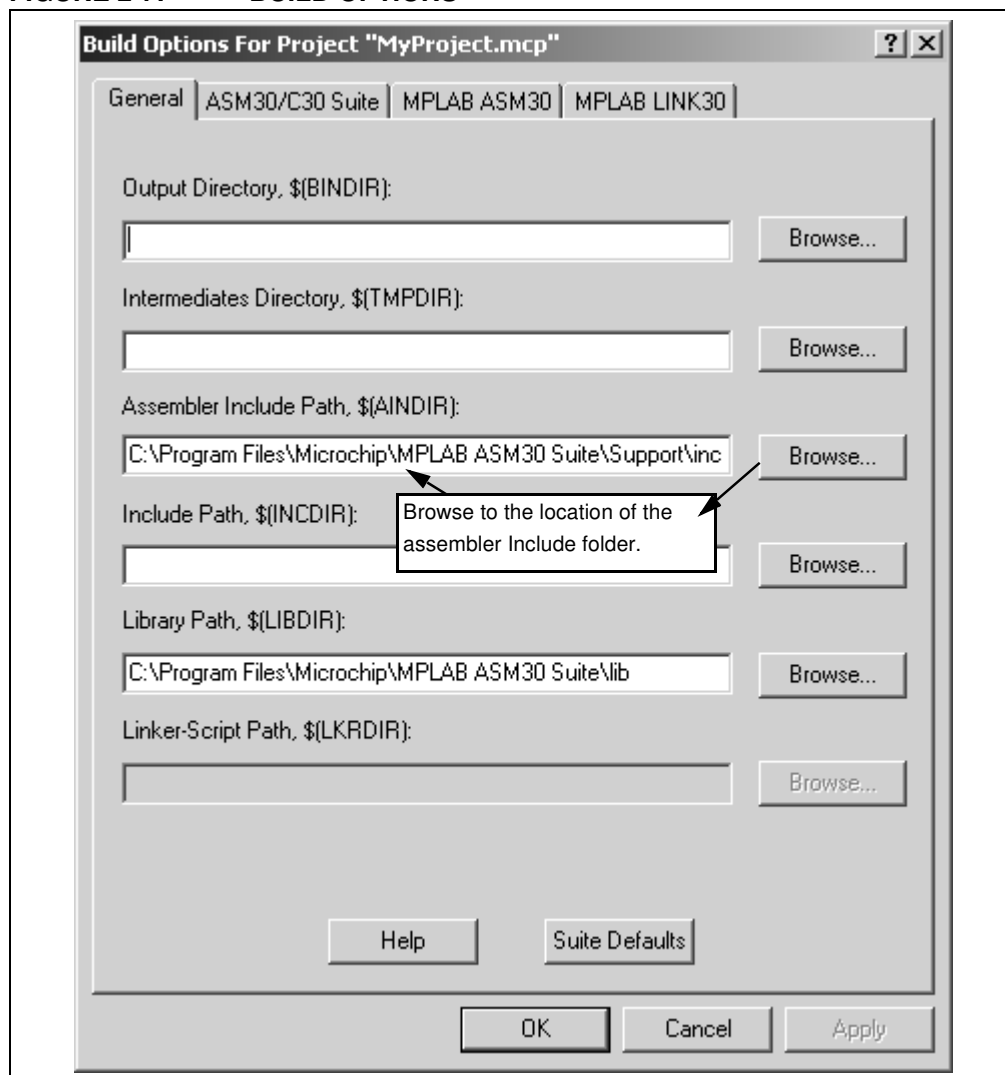 Build Options For Project "MyProject.mcp"
General ASM30/C30 Suite MPLAB ASM30 MPLAB LINK30
Output Directory, $(BINDIR):
Browse...
Intermediates Directory, $(TMPDIR):
Browse...
Assembler Include Path, $(AINDIR):
C:\Program Files\Microchip\MPLAB ASM30 Suite\Support\inc Browse...
Include Path, $(INCDIR):
Browse to the location of the
assembler Include folder.
Browse...
Library Path, $(LIBDIR):
C:\Program Files\Microchip\MPLAB ASM30 Suite\lib Browse...
Linker-Script Path, $(LKRDIR):
Browse...
Help Suite Defaults
OK Cancel Apply